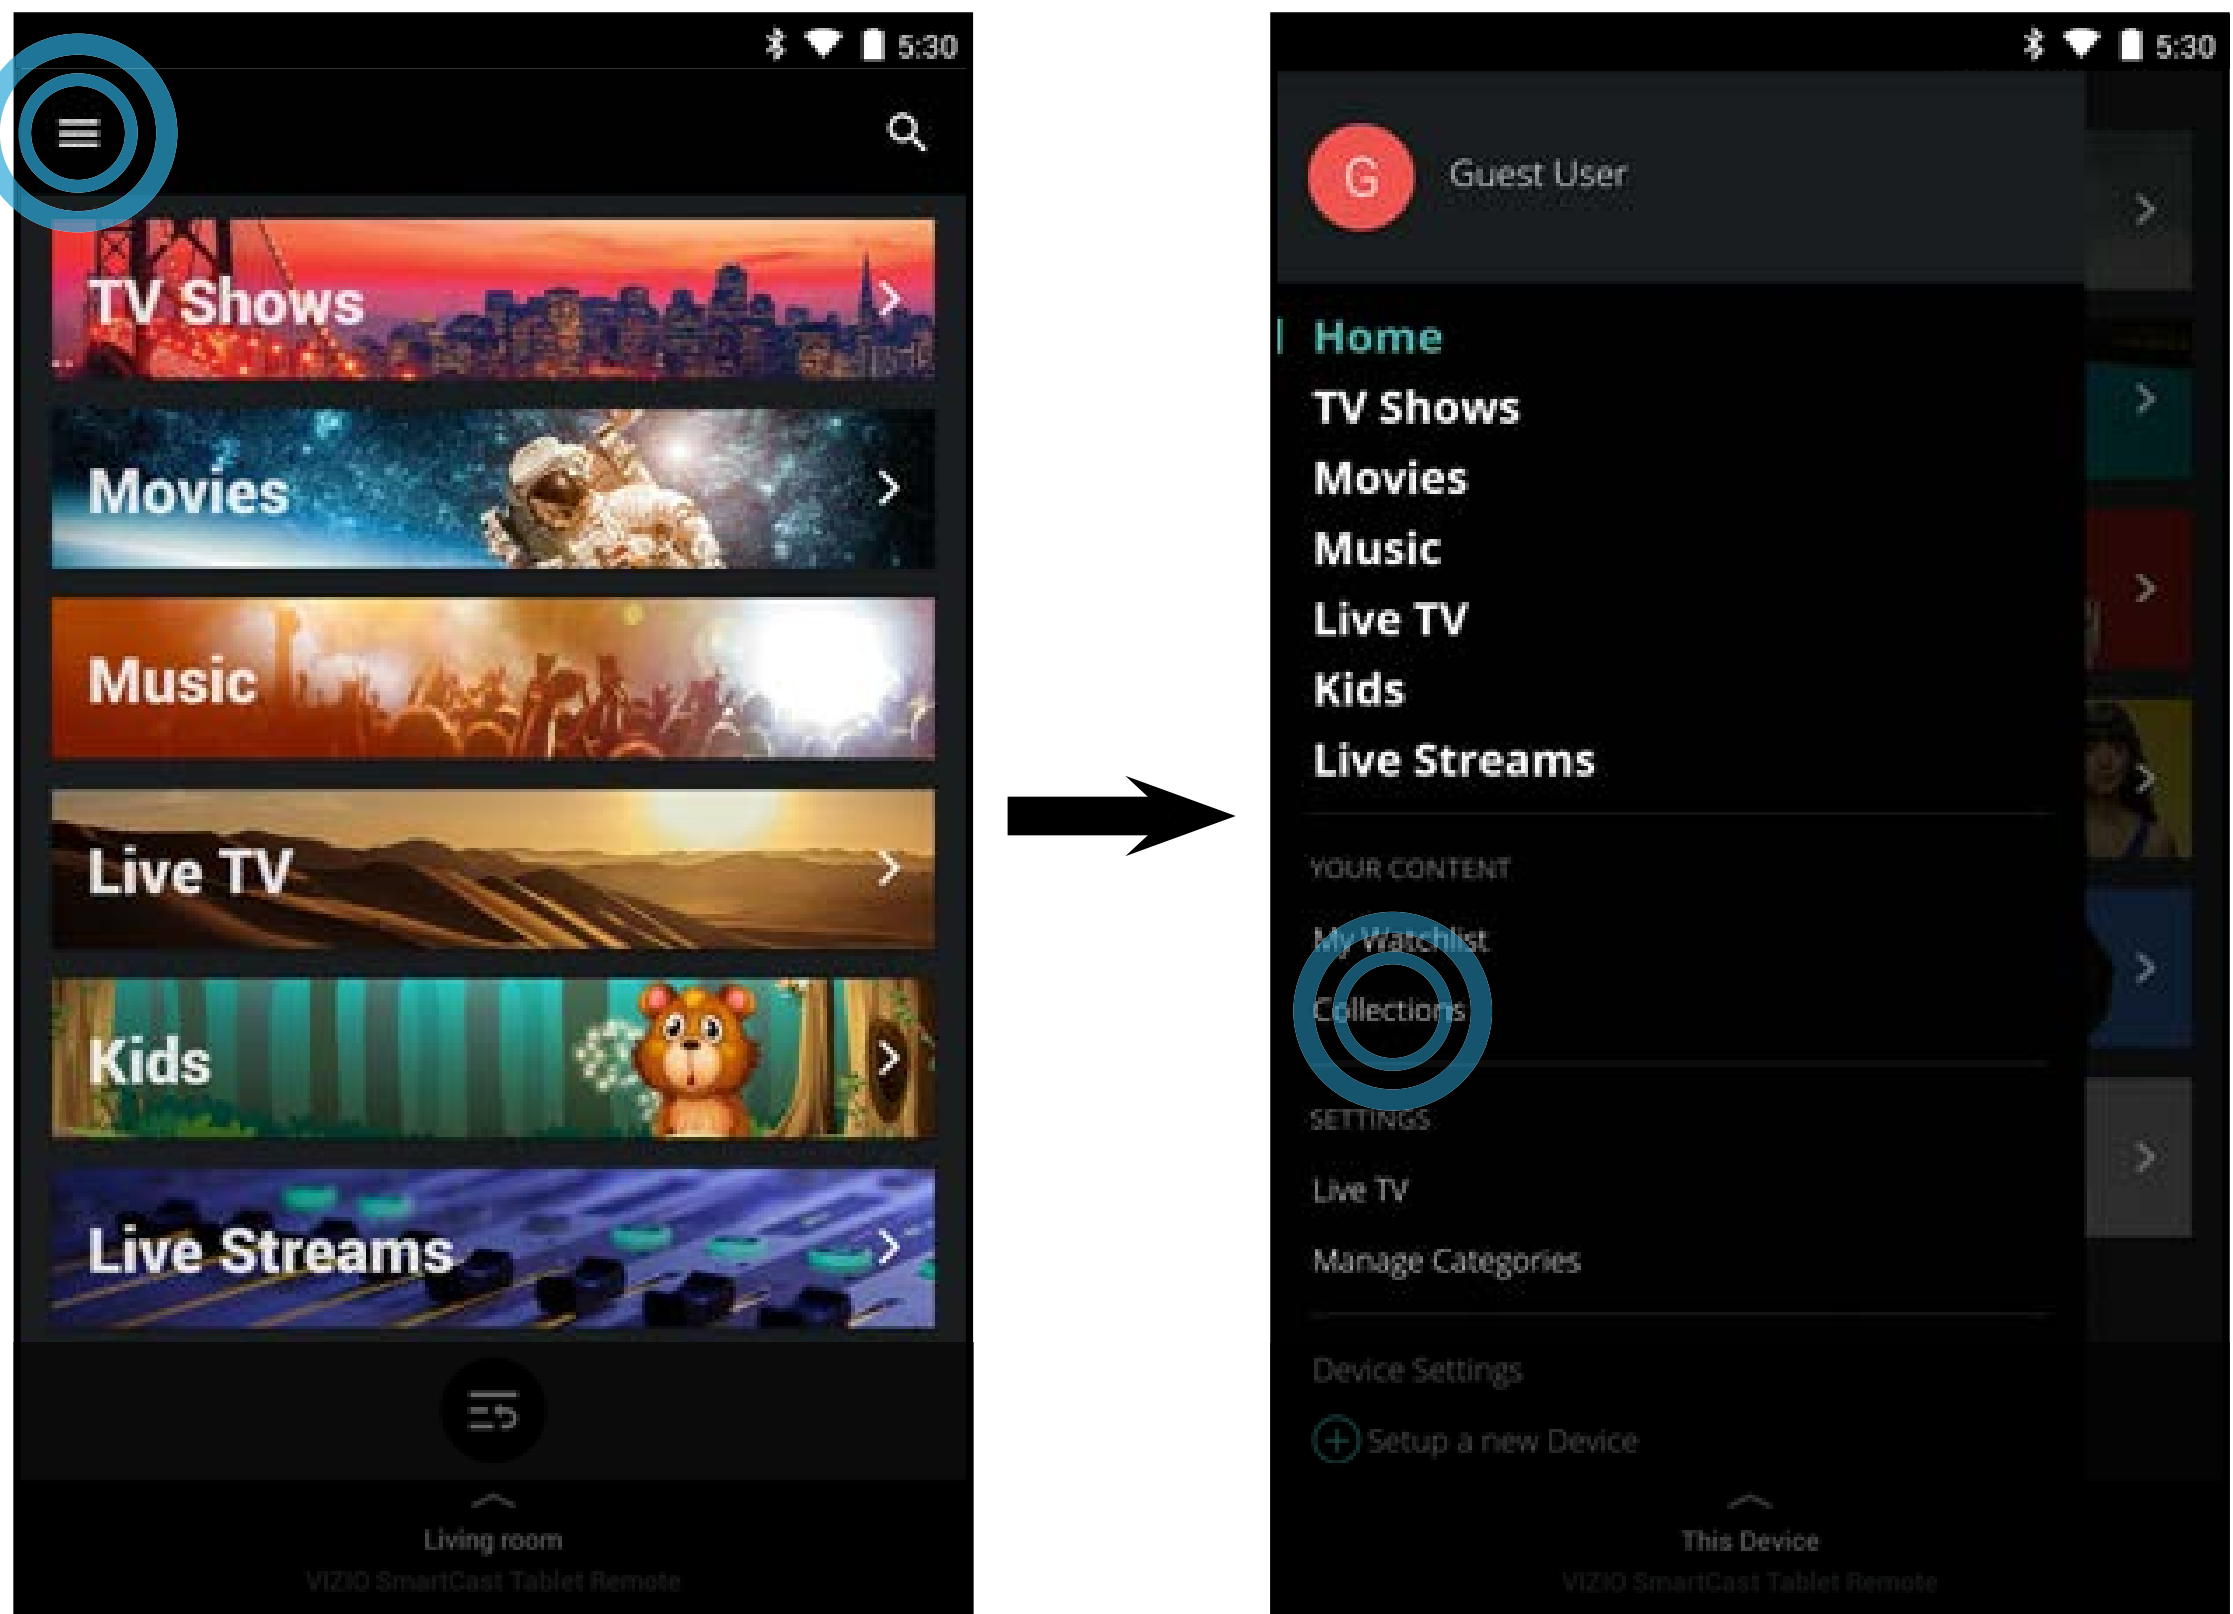 5:30
TV Shows
Movies
Music
Live TV
Kids
Live Streams
Living room
VIZIO SmartCast Tablet Remote
5:30
G
Guest User
Home
TV Shows
Movies
Music
Live TV
Kids
Live Streams
YOUR CONTENT
My Watchlist
Collections
SETTINGS
Live TV
Manage Categories
Device Settings
Setup a new Device
This Device
VIZIO SmartCast Tablet Remote